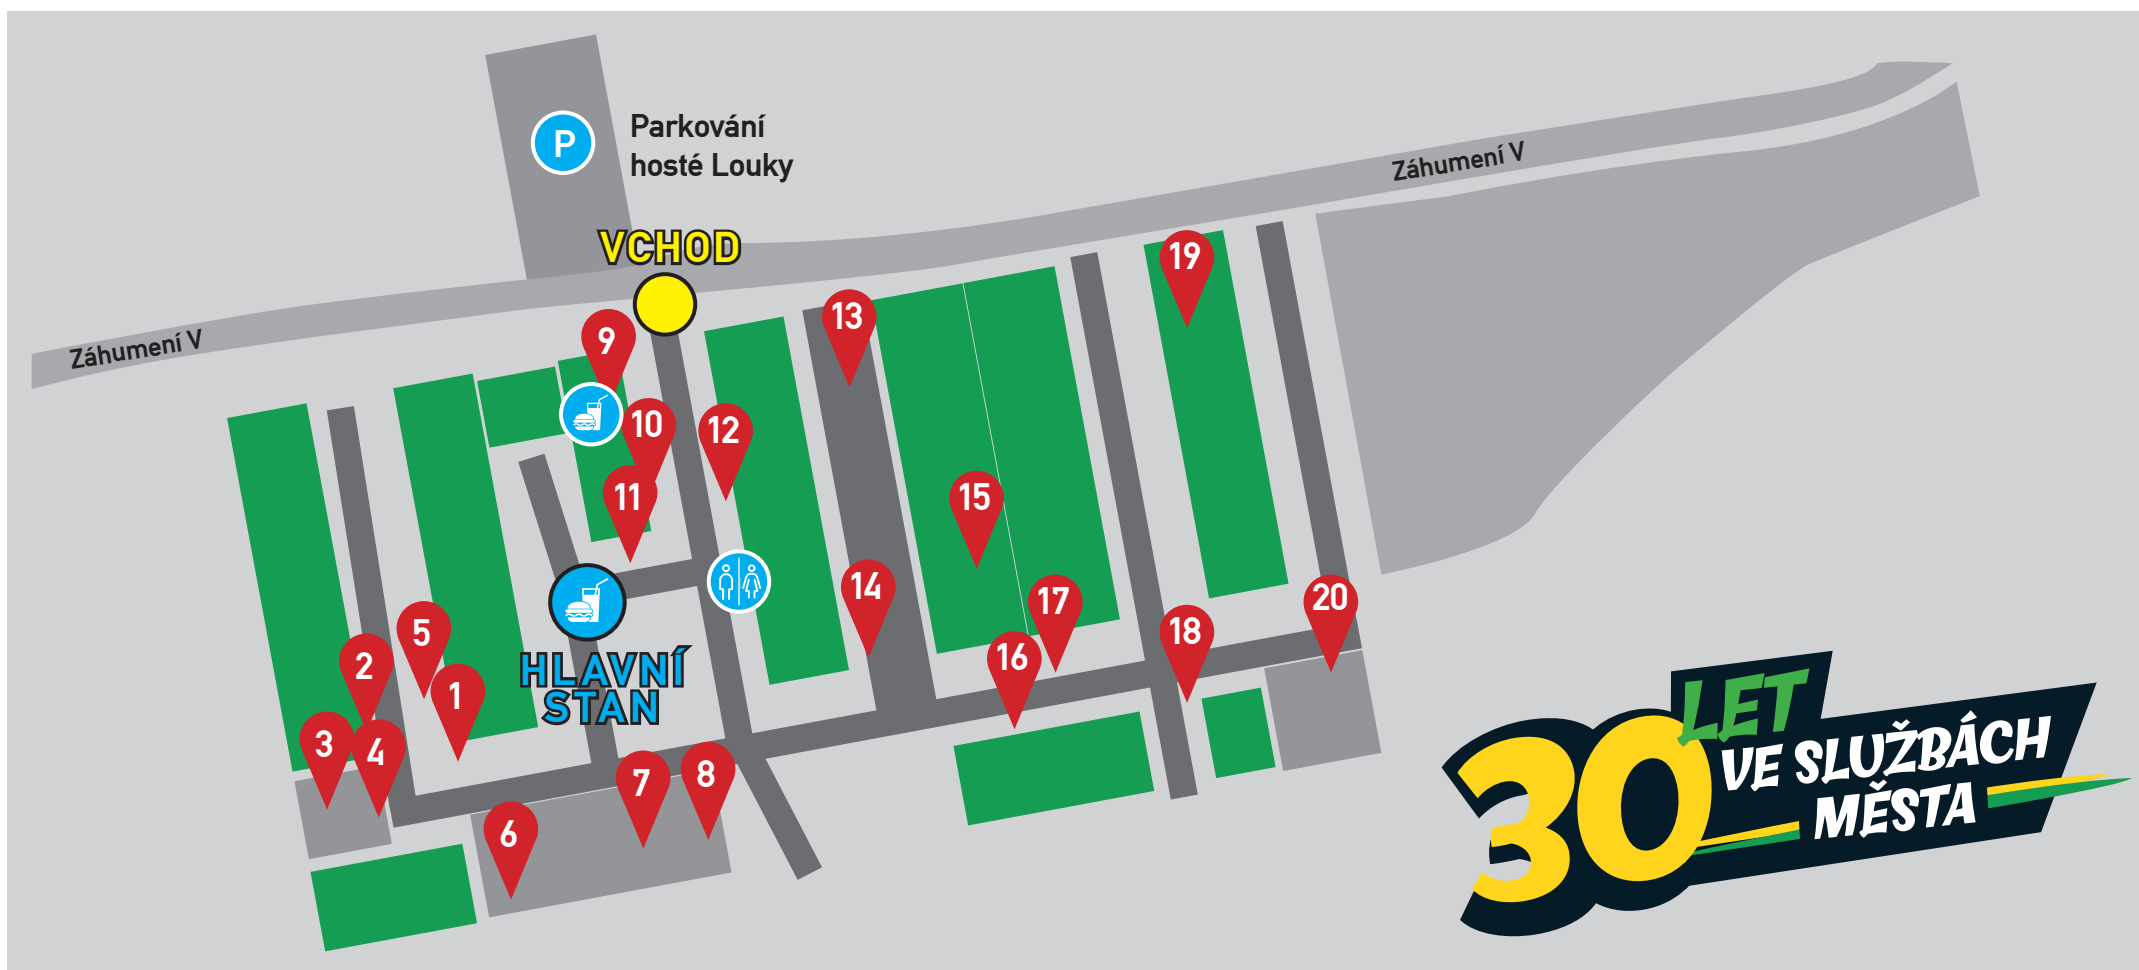 P
Parkování
hosté Louky
Záhumení V
VCHOD
19
13
9
Záhumení V
10
12
11
15
14
17
20
5
18
2
16
HLAVNÍ
STAN
1
3
4
7
8
6
30
LET
VE SLUŽBÁCH
MĚSTA